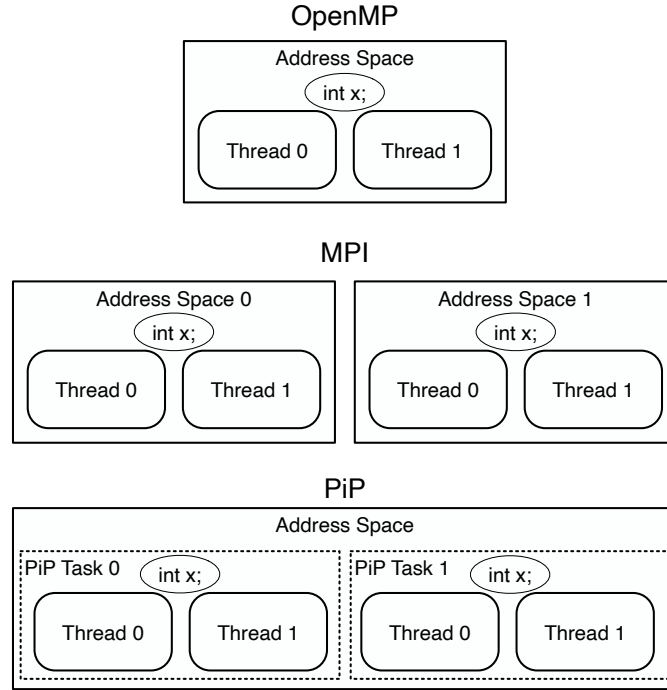 OpenMP
Address Space
int x;
Thread 0 Thread 1
MPI
Address Space 0 Address Space 1
int x; int x;
Thread 0 Thread 1 Thread 0 Thread 1
PiP
Address Space
PiP Task 0 int x; PiP Task 1 int x;
Thread 0 Thread 1 Thread 0 Thread 1